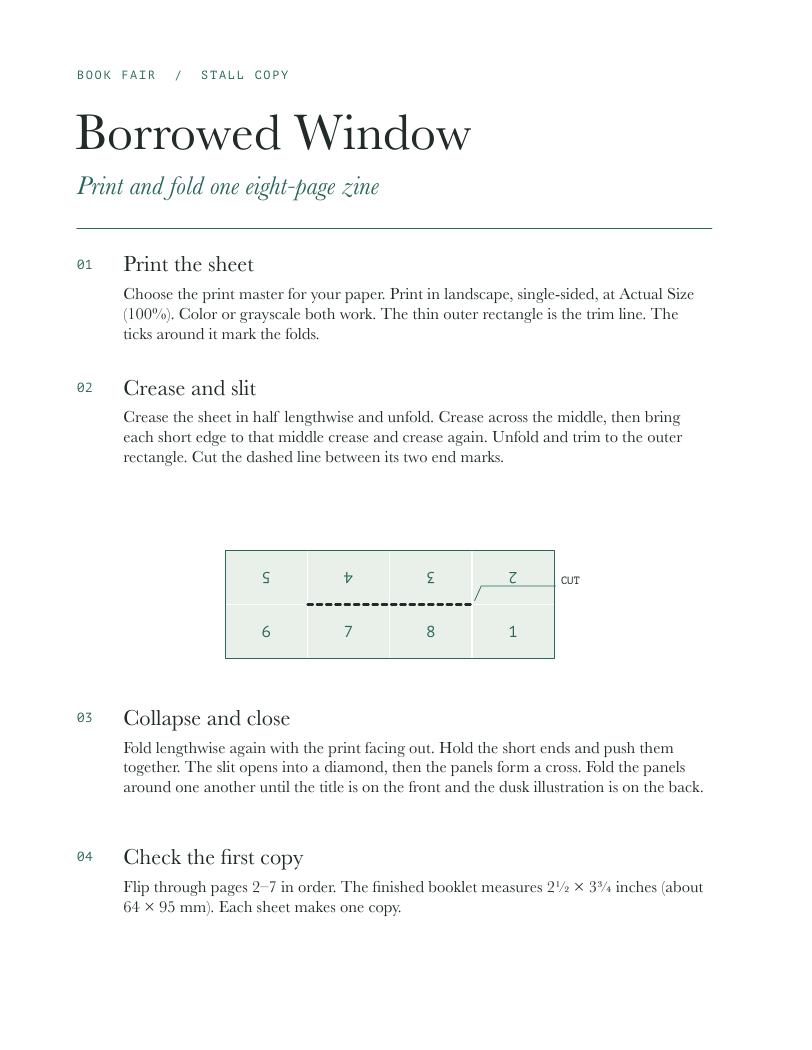 BOOK FAIR / STALL COPY
Borrowed Window
Print and fold one eight-page zine
01 Print the sheet
Choose the print master for your paper. Print in landscape, single-sided, at Actual Size
(100%). Color or grayscale both work. The thin outer rectangle is the trim line. The
ticks around it mark the folds.
02 Crease and slit
Crease the sheet in half lengthwise and unfold. Crease across the middle, then bring
each short edge to that middle crease and crease again. Unfold and trim to the outer
rectangle. Cut the dashed line between its two end marks.
5 4 3 2 CUT
6 7 8 1
03 Collapse and close
Fold lengthwise again with the print facing out. Hold the short ends and push them
together. The slit opens into a diamond, then the panels form a cross. Fold the panels
around one another until the title is on the front and the dusk illustration is on the back.
04 Check the first copy
Flip through pages 2–7 in order. The finished booklet measures 2½ × 3¾ inches (about
64 × 95 mm). Each sheet makes one copy.